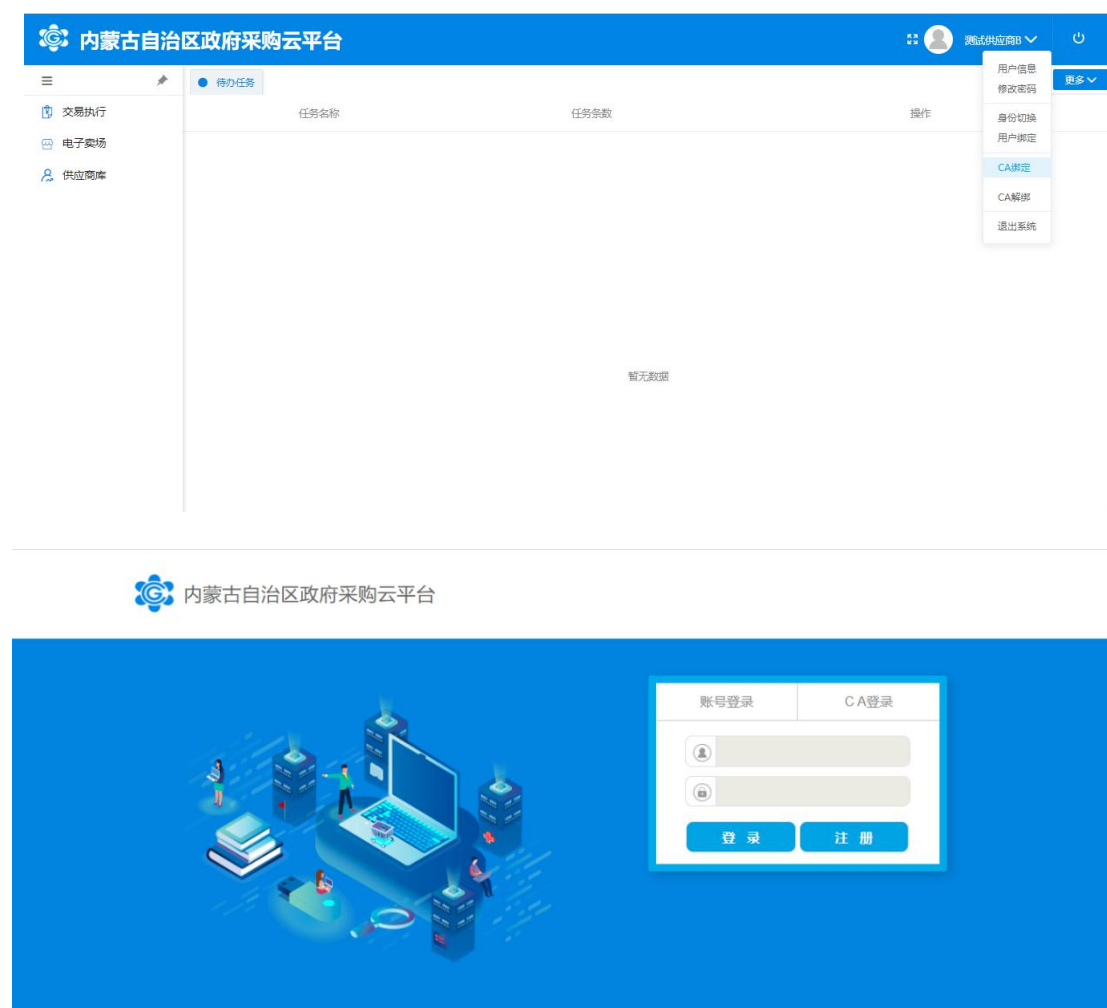 内蒙古自治区政府采购云平台
测试供应商B
待办任务
更多
任务名称 任务条数 操作
交易执行
电子卖场
供应商库
用户信息
修改密码
身份切换
用户绑定
CA绑定
CA解绑
退出系统
暂无数据
内蒙古自治区政府采购云平台
账号登录 CA登录
登录 注册